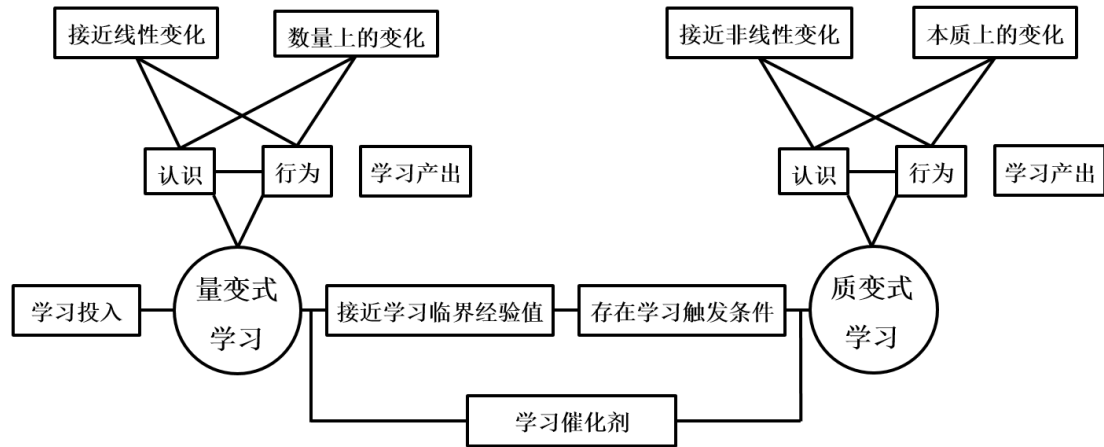 接近线性变化
数量上的变化
接近非线性变化
本质上的变化
认识
行为
学习产出
认识
行为
学习产出
学习投入
量变式
学习
接近学习临界经验值
存在学习触发条件
质变式
学习
学习催化剂